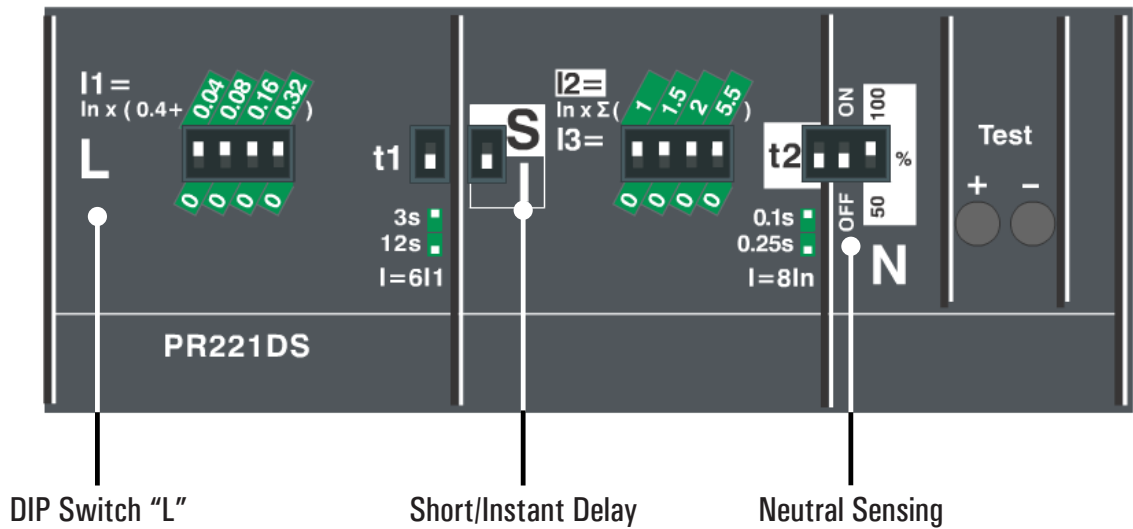 I1=
In x ( 0.4+ 0.04 0.08 0.16 0.32 )
L
0 0 0 0
t1
3s
12s
I=6I1
S
I
I2=
In x Σ ( 1 1.5 2 5.5 )
I3=
0 0 0 0
t2
0.1s
0.25s
I=8In
ON
OFF
100
50
%
N
Test
+ −
PR221DS
DIP Switch “L”
Short/Instant Delay
Neutral Sensing